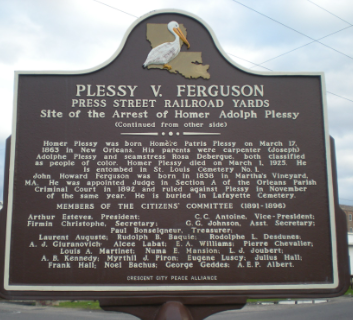 PLESSY V. FERGUSON
PRESS STREET RAILROAD YARDS
Site of the Arrest of Homer Adolph Plessy
(Continued from other side)
Homer Plessy was born Homère Patris Plessy on March 17,
1863 in New Orleans. His parents were carpenter (Joseph)
Adolphe Plessy and seamstress Rosa Debergue, both classified
as people of color. Homer Plessy died on March 1, 1925. He
is entombed in St. Louis Cemetery No. 1.
John Howard Ferguson was born in 1838 in Martha's Vineyard,
MA. He was appointed Judge in Section A of the Orleans Parish
Criminal Court in 1892 and ruled against Plessy in November
of the same year. He is buried in Lafayette Cemetery.
MEMBERS OF THE CITIZENS' COMMITTEE (1891-1896)
Arthur Esteves, President; C.C. Antoine, Vice-President;
Firmin Christophe, Secretary; G.G. Johnson, Asst. Secretary;
Paul Bonseigneur, Treasurer;
Laurent Auguste; Rudolph B. Baquie; Rodolphe L. Desdunes;
A. J. Giuranovich; Alcee Labat; E.A. Williams; Pierre Chevalier;
Louis A. Martinet; Numa E. Mansion; L. J. Joubert;
A. B. Kennedy; Myrthil J. Piron; Eugene Luscy; Julius Hall;
Frank Hall; Noel Bachus; George Geddes; A.E.P. Albert.
CRESCENT CITY PEACE ALLIANCE